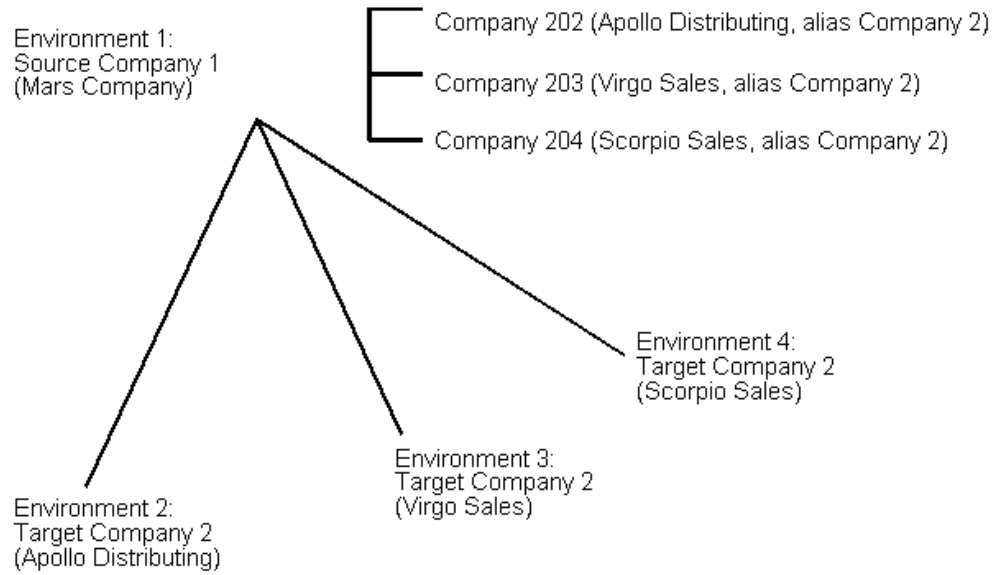 Environment 1:
Source Company 1
(Mars Company)
Company 202 (Apollo Distributing, alias Company 2)
Company 203 (Virgo Sales, alias Company 2)
Company 204 (Scorpio Sales, alias Company 2)
Environment 4:
Target Company 2
(Scorpio Sales)
Environment 3:
Target Company 2
(Virgo Sales)
Environment 2:
Target Company 2
(Apollo Distributing)